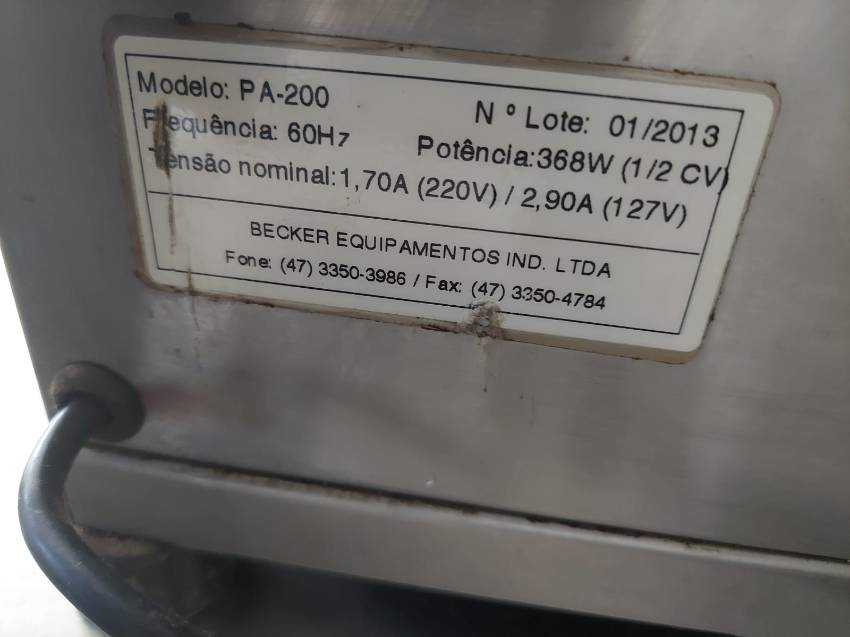 Modelo: PA-200
Nº Lote: 01/2013
Frequência: 60Hz
Potência:368W (1/2 CV)
Tensão nominal:1,70A (220V) / 2,90A (127V)
BECKER EQUIPAMENTOS IND. LTDA
Fone: (47) 3350-3986 / Fax: (47) 3350-4784